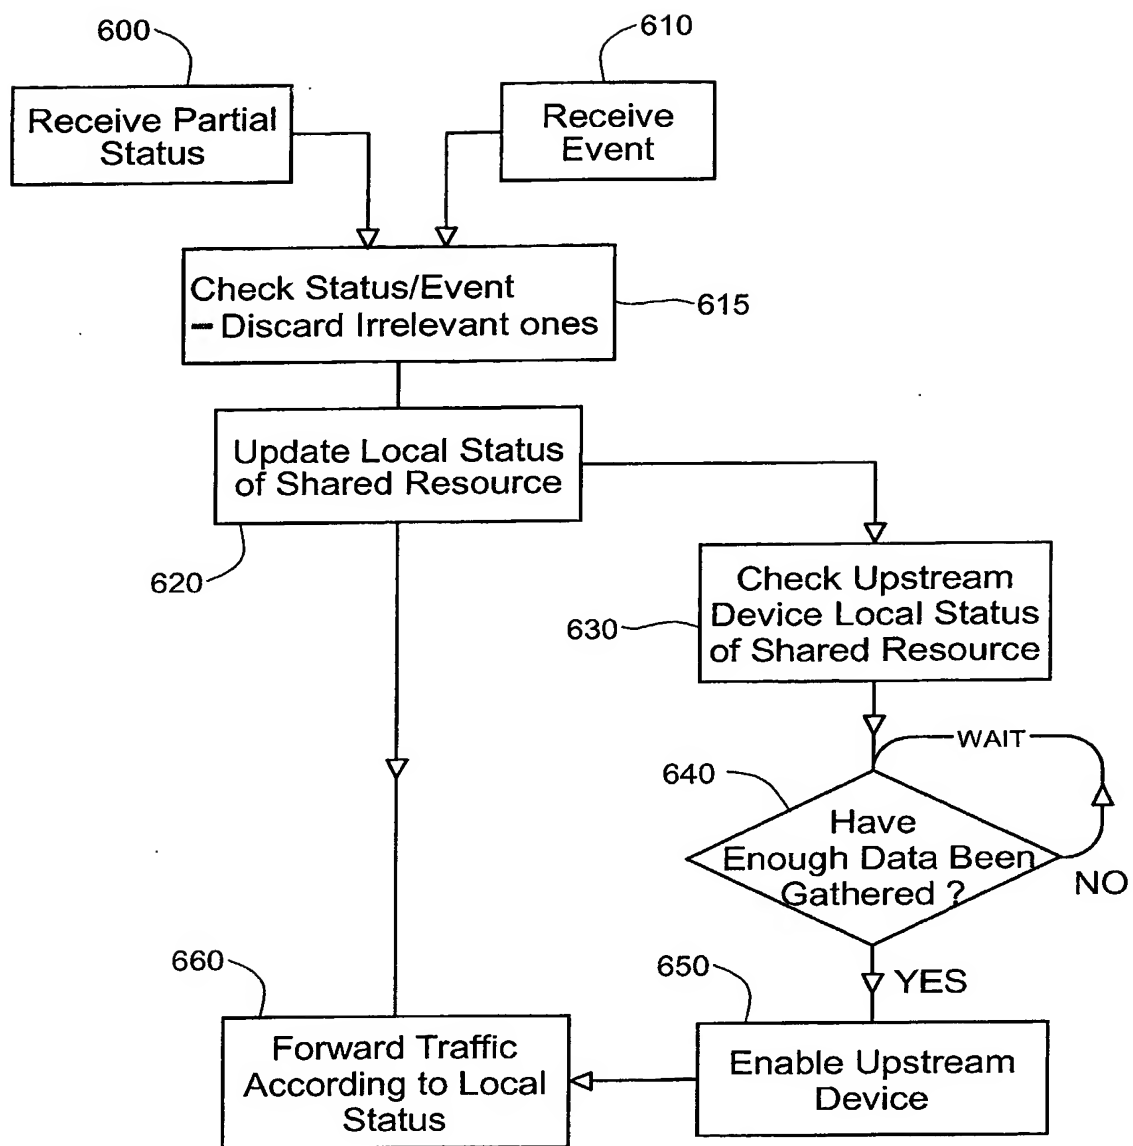 600
610
Receive Partial
Status
Receive
Event
Check Status/Event
– Discard Irrelevant ones
615
Update Local Status
of Shared Resource
620
Check Upstream
Device Local Status
of Shared Resource
630
WAIT
640
Have
Enough Data Been
Gathered ?
NO
YES
650
660
Forward Traffic
According to Local
Status
Enable Upstream
Device